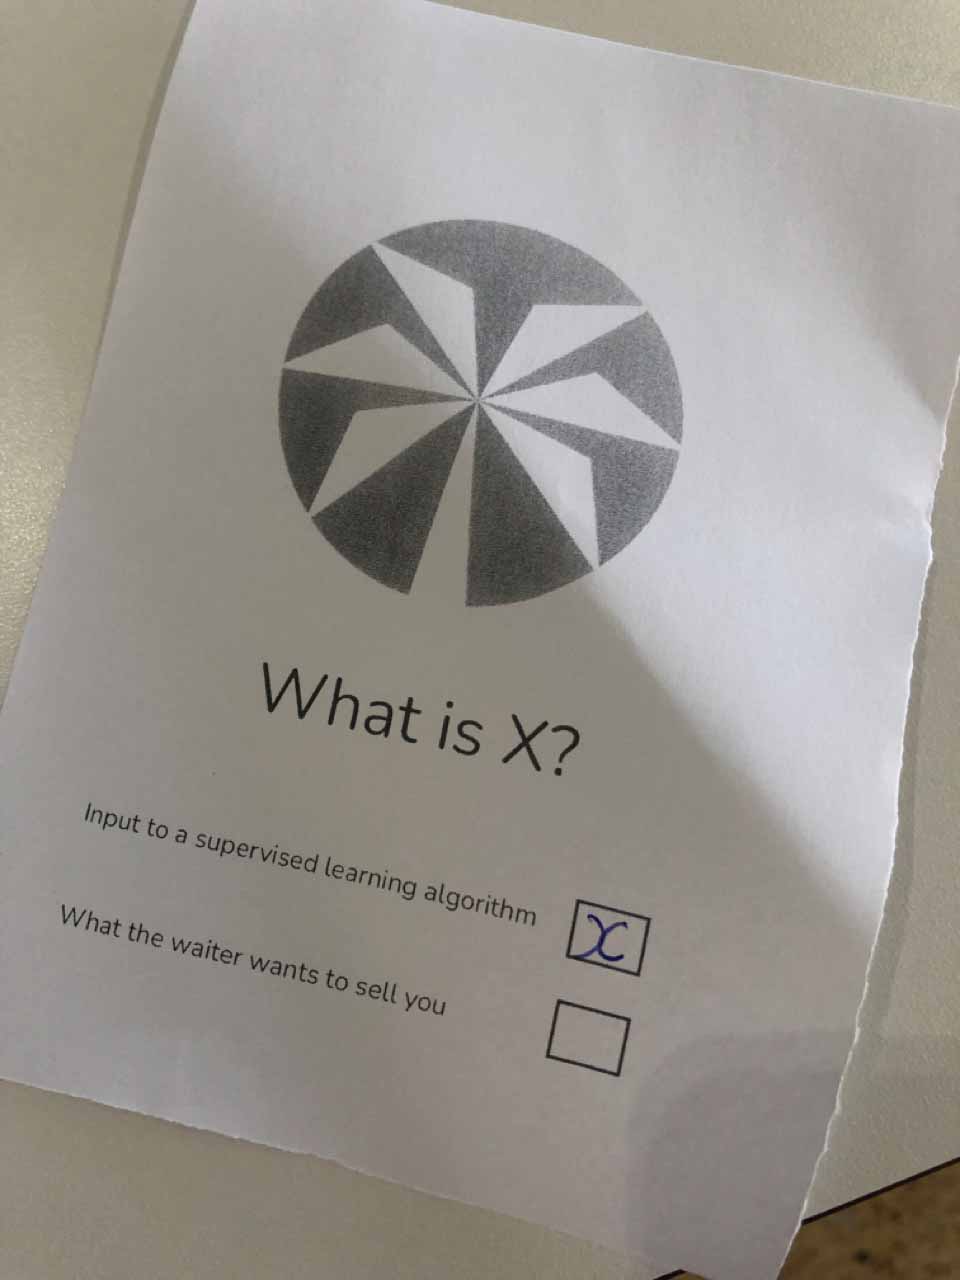 What is X?
Input to a supervised learning algorithm x
What the waiter wants to sell you